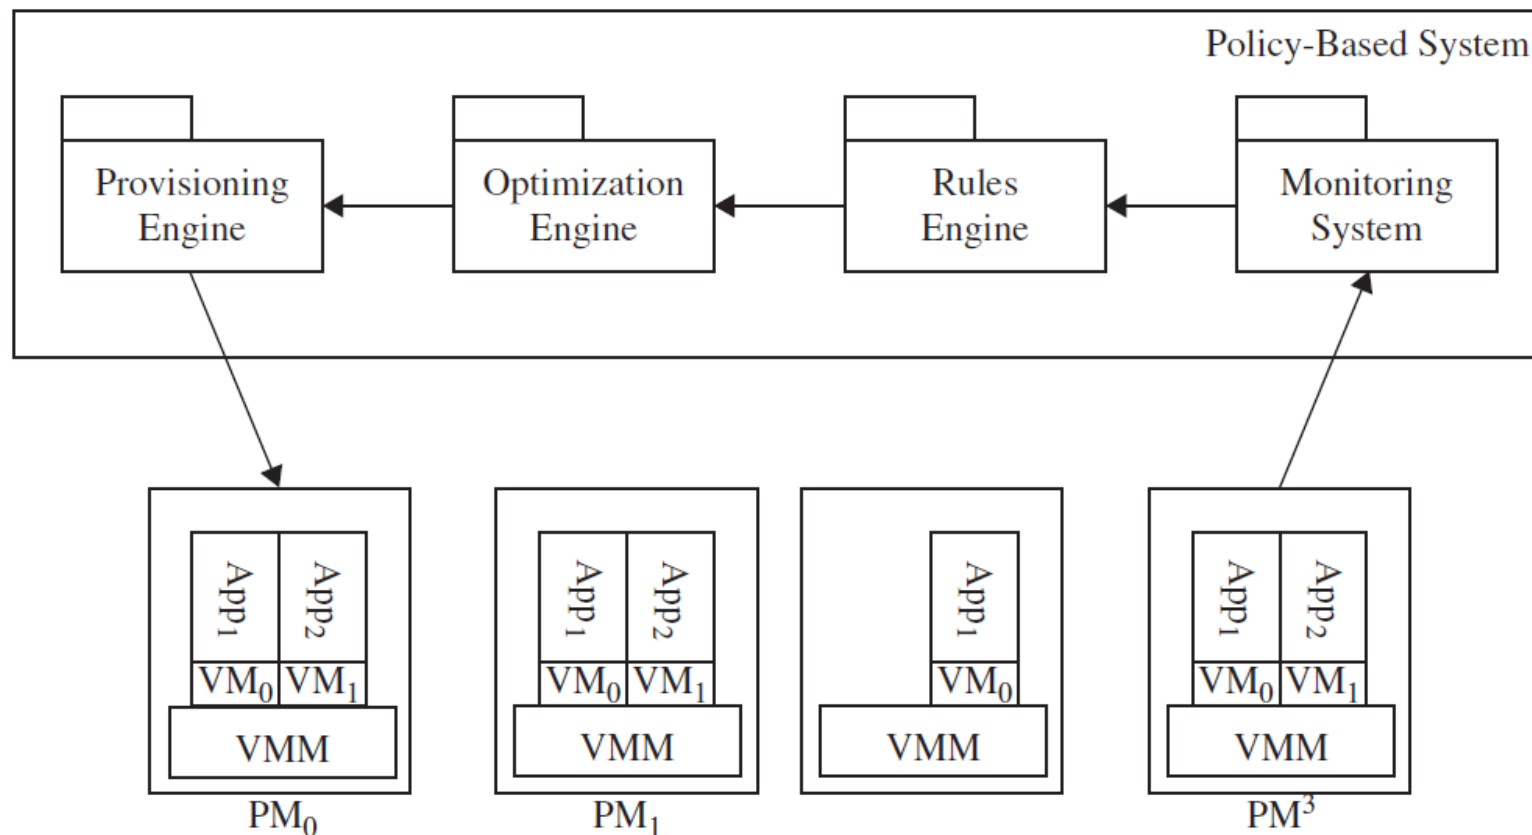 Policy-Based System
Provisioning
Engine
Optimization
Engine
Rules
Engine
Monitoring
System
App₁
App₂
VM₀
VM₁
VMM
PM₀
App₁
App₂
VM₀
VM₁
VMM
PM₁
App₁
VM₀
VMM
App₁
App₂
VM₀
VM₁
VMM
PM³